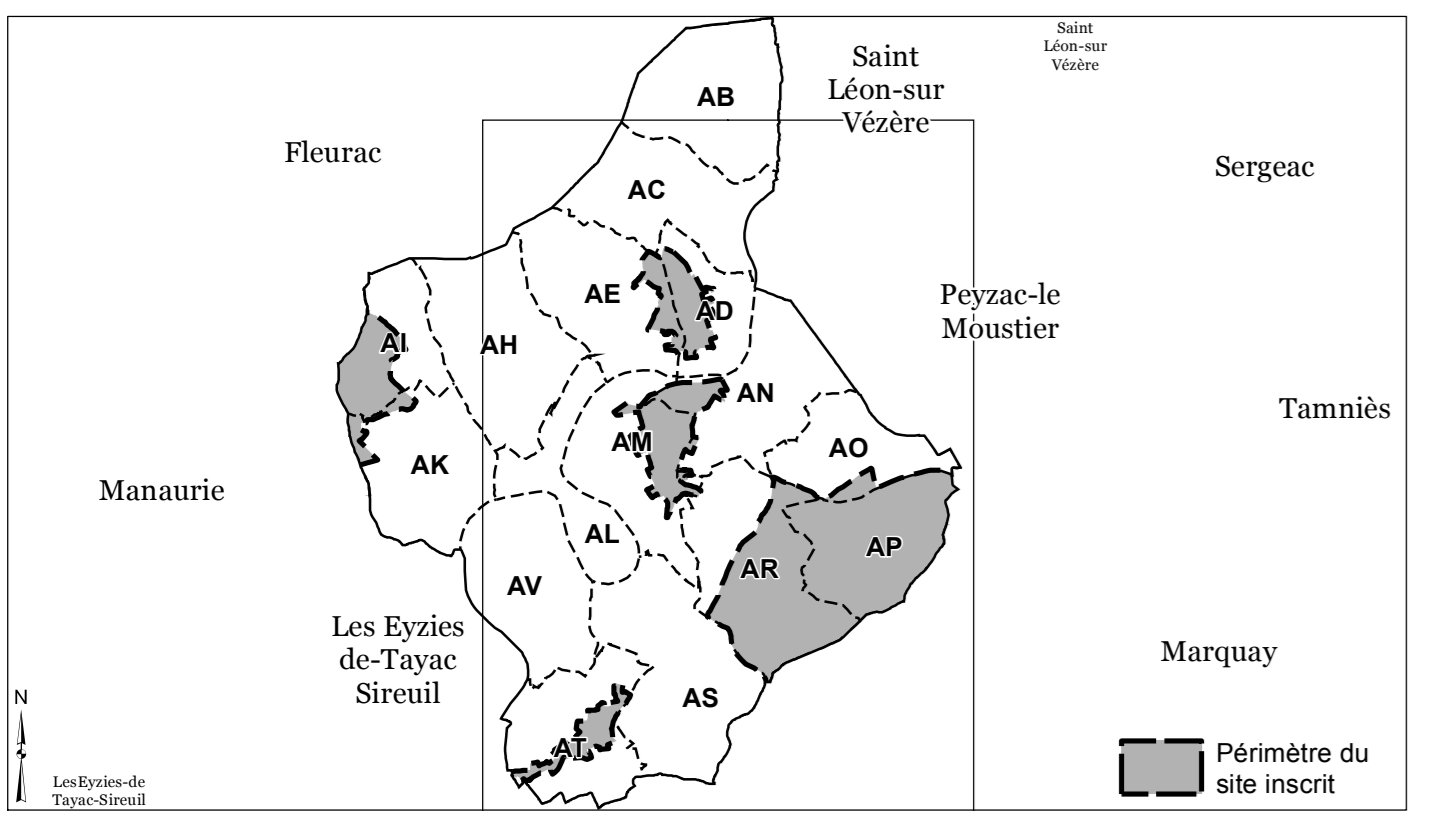 Saint
Léon-sur
Vézère
Saint
Léon-sur
Vézère
AB
Fleurac
Sergeac
AC
AE
AD
Peyzac-le
Moustier
AI
AH
AN
Tamniès
AM
AO
AK
Manaurie
AL
AP
AR
AV
Les Eyzies
de-Tayac
Sireuil
Marquay
AS
N
AT
Périmètre du
site inscrit
LesEyzies-de
Tayac-Sireuil